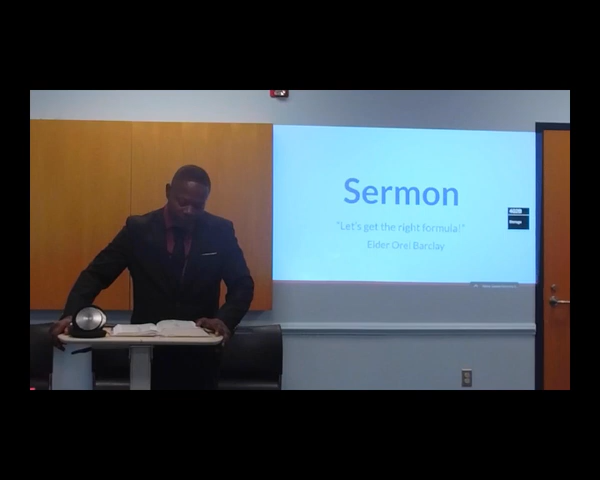 Sermon
"Let's get the right formula!"
Elder Orel Barclay